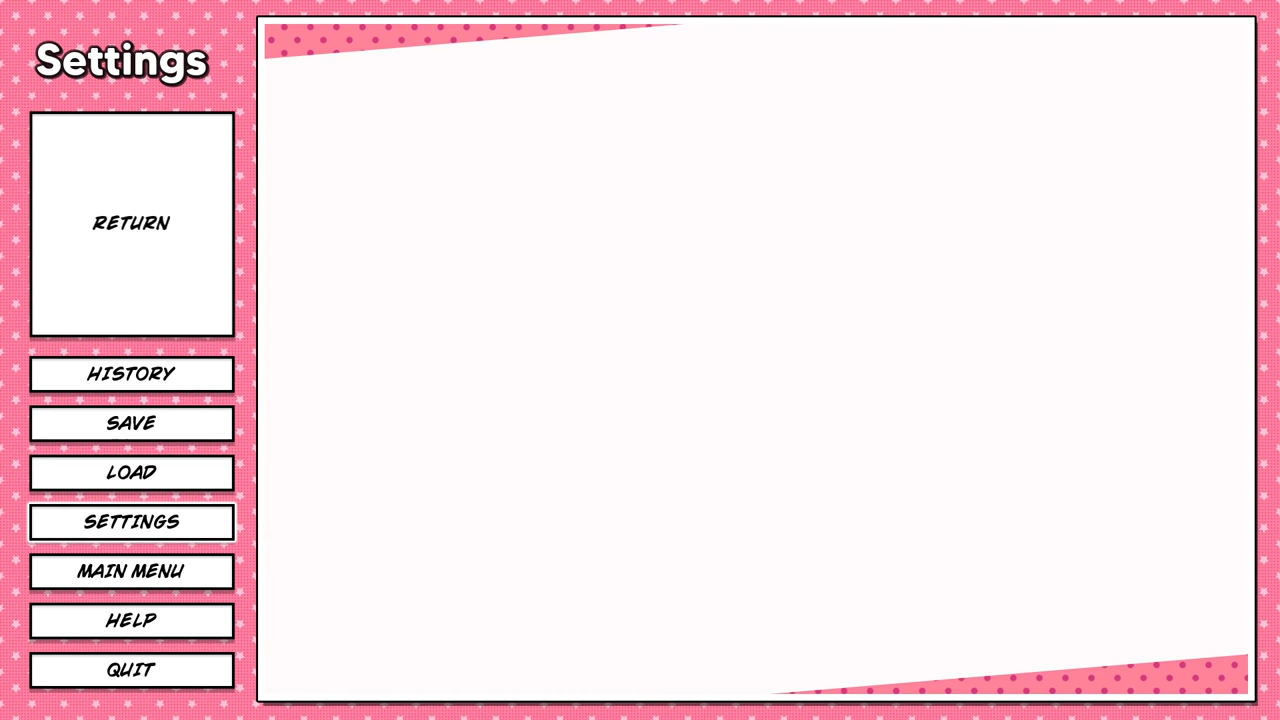 Settings
RETURN
HISTORY
SAVE
LOAD
SETTINGS
MAIN MENU
HELP
QUIT